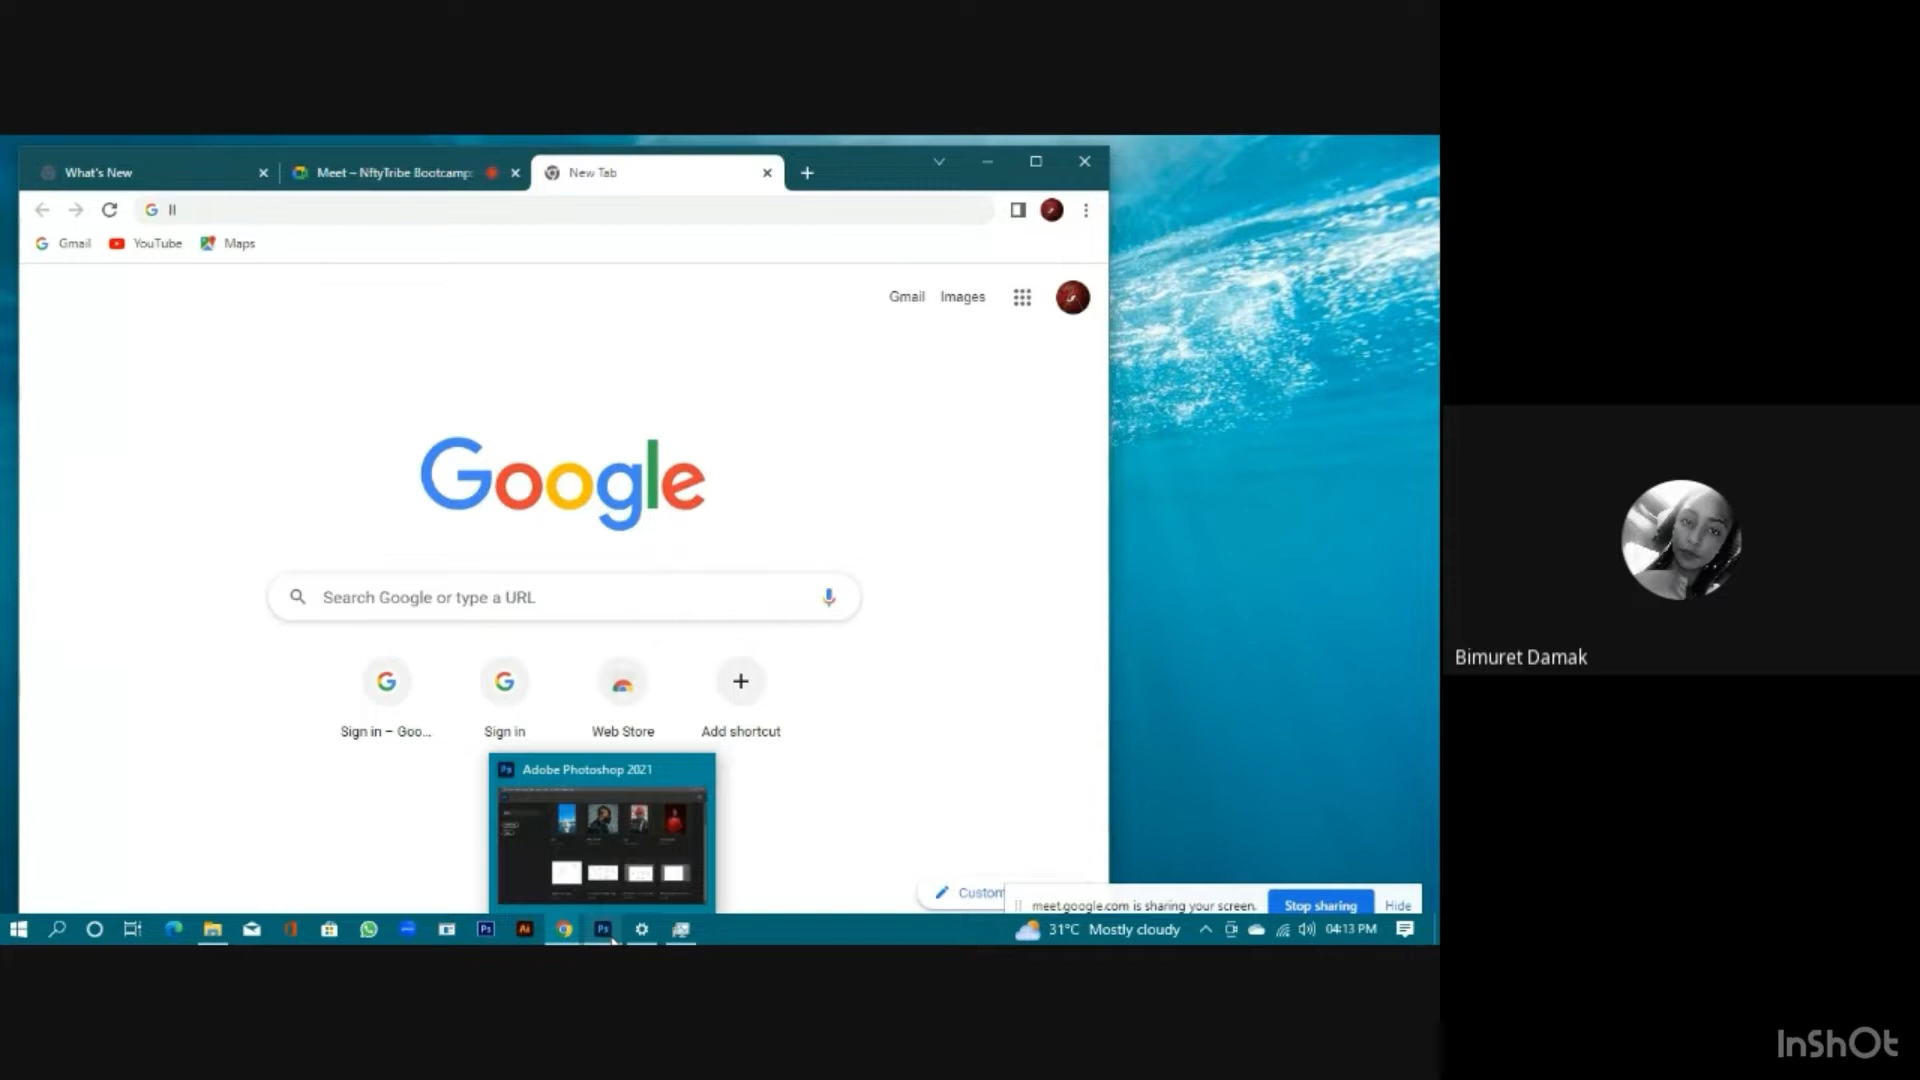 What's New
Meet – NftyTribe Bootcamp:
New Tab
ll
Gmail
YouTube
Maps
Gmail Images
Google
Search Google or type a URL
Sign in – Goo...
Sign in
Web Store
Add shortcut
Adobe Photoshop 2021
Custom
meet.google.com is sharing your screen.
Stop sharing
Hide
31°C Mostly cloudy
04:13 PM
Bimuret Damak
InShOt